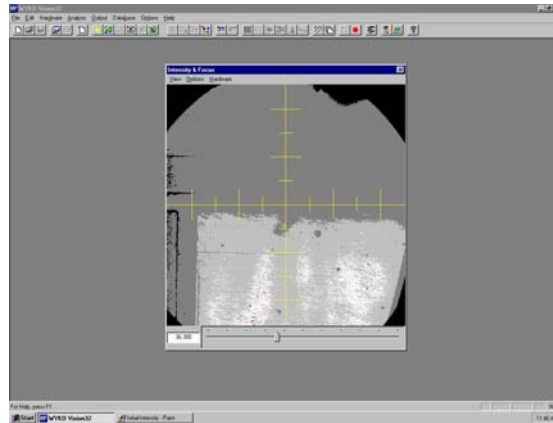 WYKO Vision32
File Edit Hardware Analysis Output Database Options Help
Intensity & Focus
View Options Hardware
36.300
For Help, press F1
Start WYKO Vision32 Initial Intensity - Paint